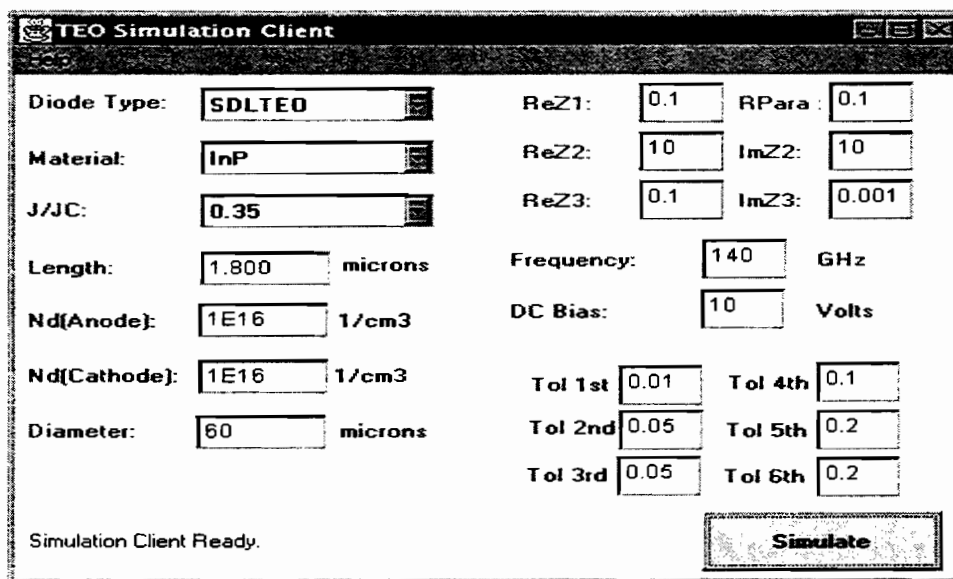 TEO Simulation Client
Help
Diode Type: SDLTEO
Material: InP
J/JC: 0.35
Length: 1.800 microns
Nd(Anode): 1E16 1/cm3
Nd(Cathode): 1E16 1/cm3
Diameter: 60 microns
ReZ1: 0.1 RPara : 0.1
ReZ2: 10 ImZ2: 10
ReZ3: 0.1 ImZ3: 0.001
Frequency: 140 GHz
DC Bias: 10 Volts
Tol 1st 0.01 Tol 4th 0.1
Tol 2nd 0.05 Tol 5th 0.2
Tol 3rd 0.05 Tol 6th 0.2
Simulation Client Ready.
Simulate